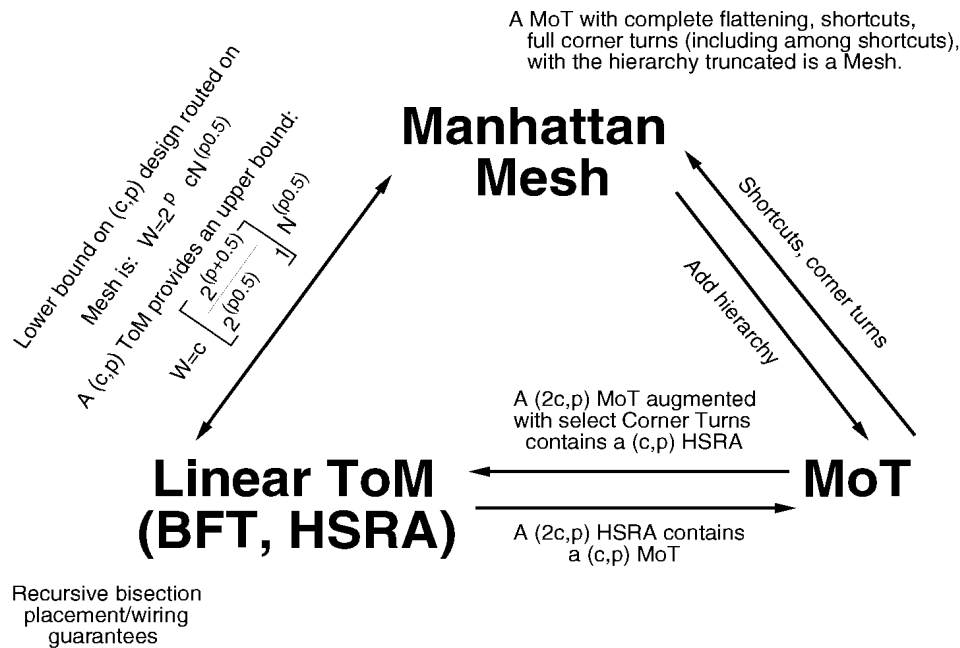 A MoT with complete flattening, shortcuts,
full corner turns (including among shortcuts),
with the hierarchy truncated is a Mesh.
Manhattan
Mesh
Lower bound on (c,p) design routed on
Mesh is: W=2^p cN^(p0.5)
A (c,p) ToM provides an upper bound:
W=c [ 2^(p+0.5) / 2^(p0.5) 1 ] N^(p0.5)
Shortcuts, corner turns
Add hierarchy
A (2c,p) MoT augmented
with select Corner Turns
contains a (c,p) HSRA
Linear ToM
(BFT, HSRA)
MoT
A (2c,p) HSRA contains
a (c,p) MoT
Recursive bisection
placement/wiring
guarantees